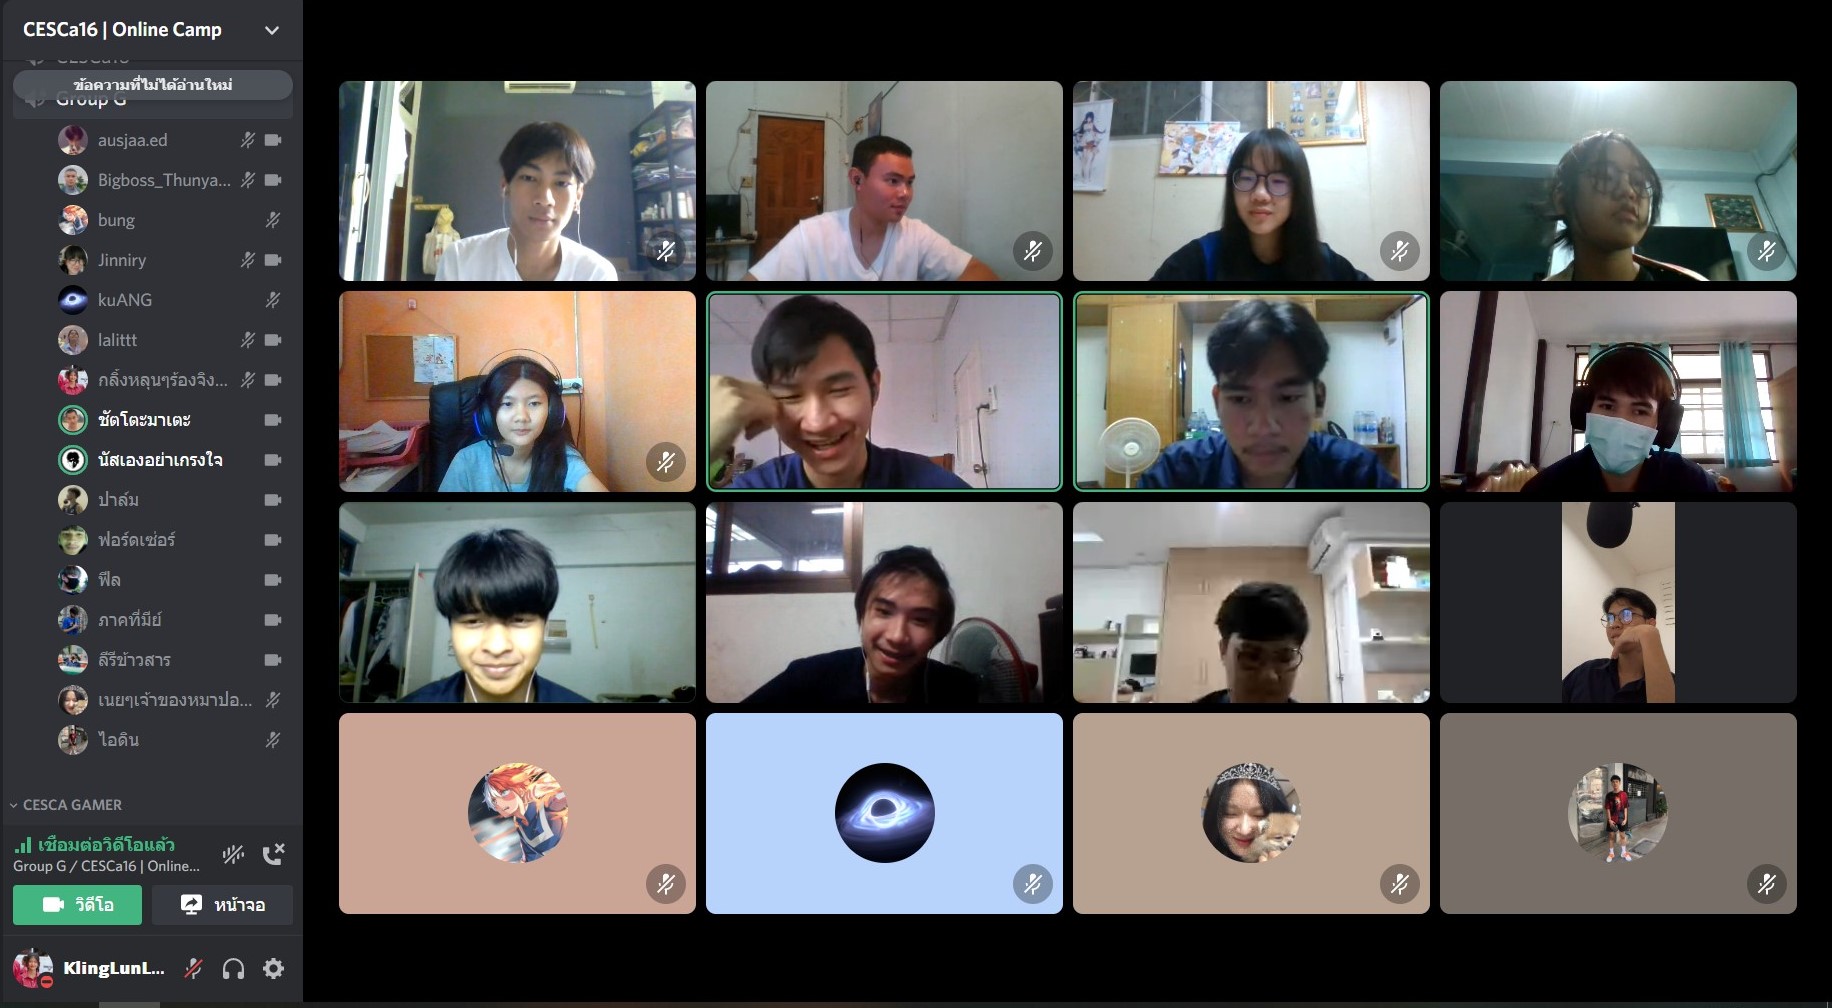 CESCa16 | Online Camp
CESCa16
ข้อความที่ไม่ได้อ่านใหม่
Group G
ausjaa.ed
Bigboss_Thunya...
bung
Jinniry
kuANG
lalittt
กลิ้งหลุนๆร้องจิง...
ชัตโตะมาเตะ
นัสเองอย่าเกรงใจ
ปาล์ม
ฟอร์ดเซ่อร์
ฟีล
ภาคที่มีย์
ลีรีข้าวสาร
เนยๆเจ้าของหมาปอ...
ไอดิน
CESCA GAMER
เชื่อมต่อวิดีโอแล้ว
Group G / CESCa16 | Online...
วิดีโอ
หน้าจอ
KlingLunL...